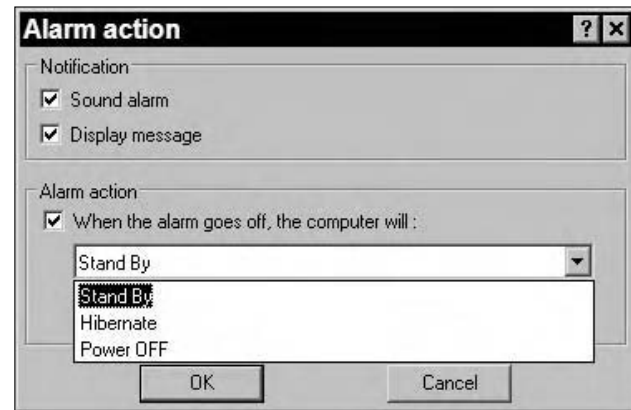 Alarm action
Notification
Sound alarm
Display message
Alarm action
When the alarm goes off, the computer will :
Stand By
Stand By
Hibernate
Power OFF
OK Cancel